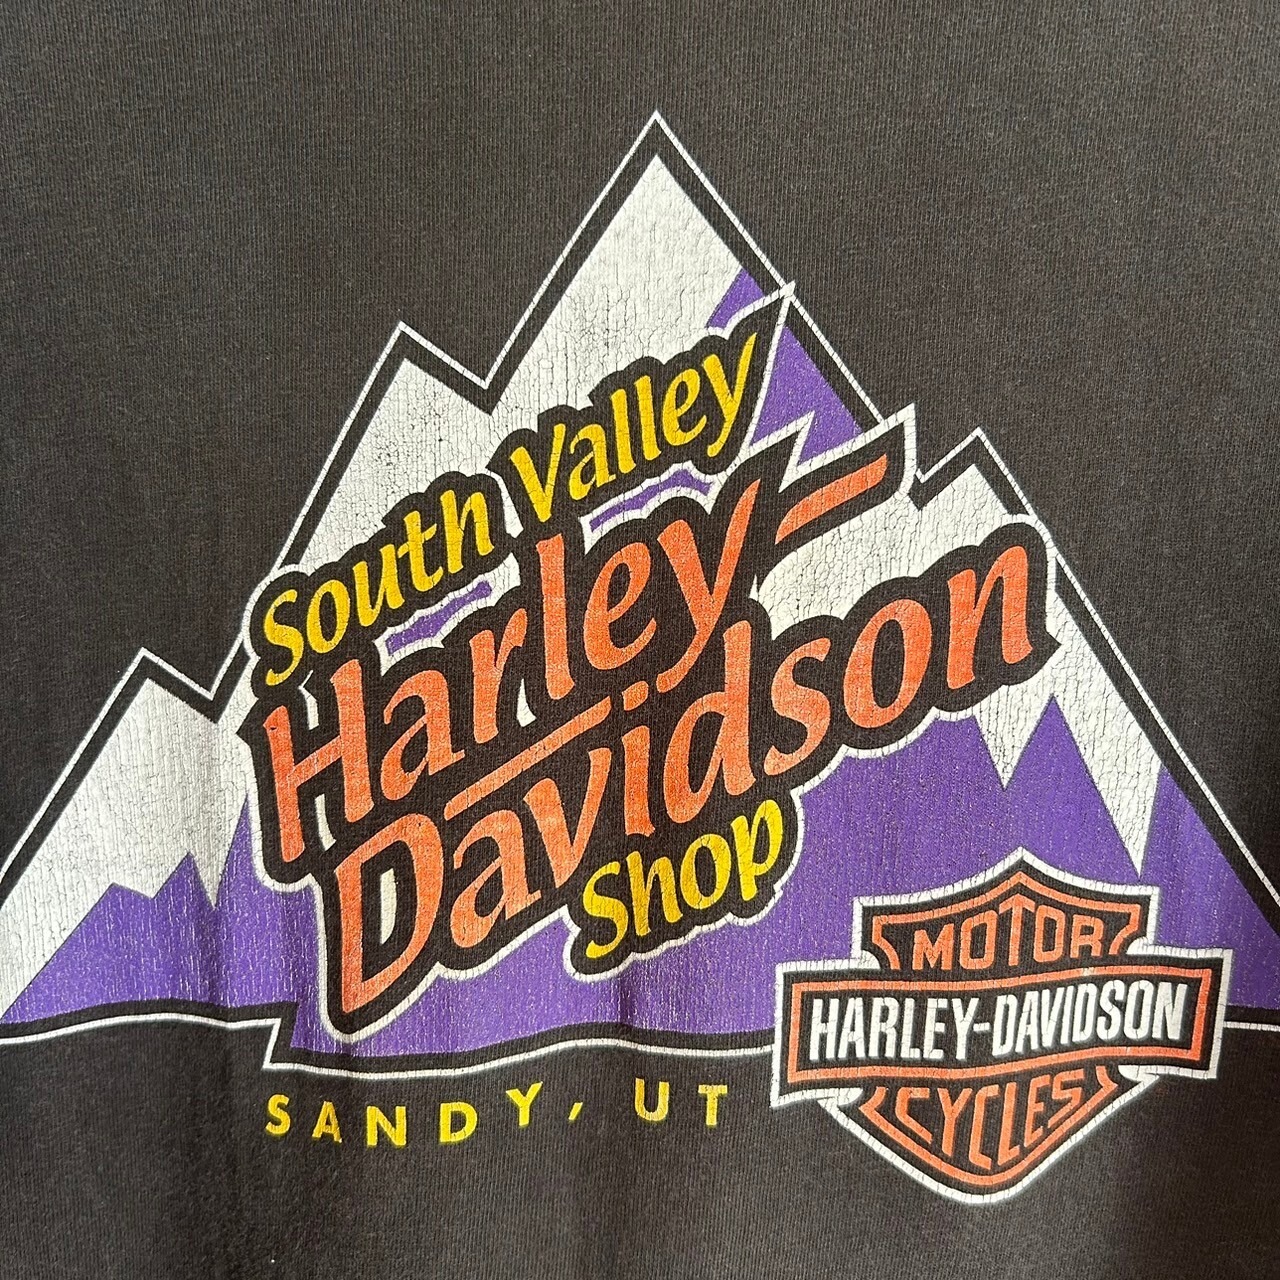 South Valley
Harley-
Davidson
Shop
MOTOR
HARLEY-DAVIDSON
CYCLES
SANDY, UT